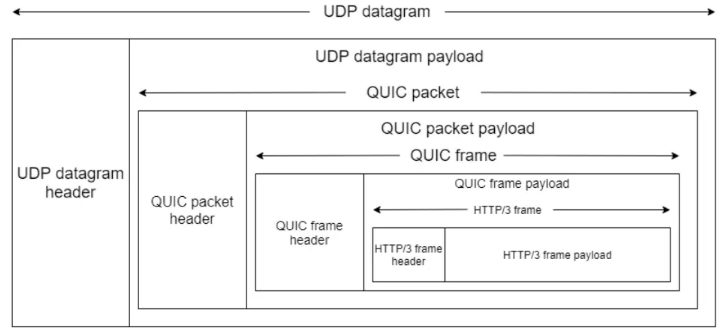 UDP datagram
UDP datagram payload
QUIC packet
QUIC packet payload
QUIC frame
UDP datagram
header
QUIC frame payload
QUIC packet
header
HTTP/3 frame
QUIC frame
header
HTTP/3 frame
header
HTTP/3 frame payload